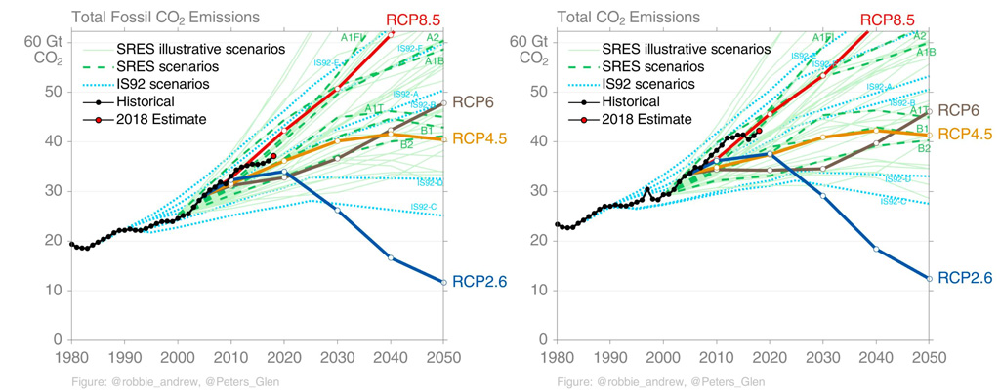 Total Fossil CO₂ Emissions
RCP8.5
60 Gt
CO₂
50
40
30
20
10
0
SRES illustrative scenarios
SRES scenarios
IS92 scenarios
Historical
2018 Estimate
A1FI
IS92-F
A2
IS92-E
A1B
IS92-A
IS92-B
A1T
B1
B2
IS92-D
IS92-C
RCP6
RCP4.5
RCP2.6
1980 1990 2000 2010 2020 2030 2040 2050
Figure: @robbie_andrew, @Peters_Glen
Total CO₂ Emissions
RCP8.5
60 Gt
CO₂
50
40
30
20
10
0
SRES illustrative scenarios
SRES scenarios
IS92 scenarios
Historical
2018 Estimate
A1FI
A2
A1B
IS92-A
IS92-B
A1T
B1
B2
IS92-D
IS92-C
RCP6
RCP4.5
RCP2.6
1980 1990 2000 2010 2020 2030 2040 2050
Figure: @robbie_andrew, @Peters_Glen